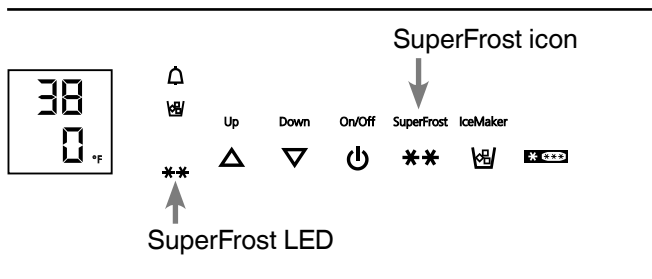 SuperFrost icon
38
0 °F
Up Down On/Off SuperFrost IceMaker
SuperFrost LED